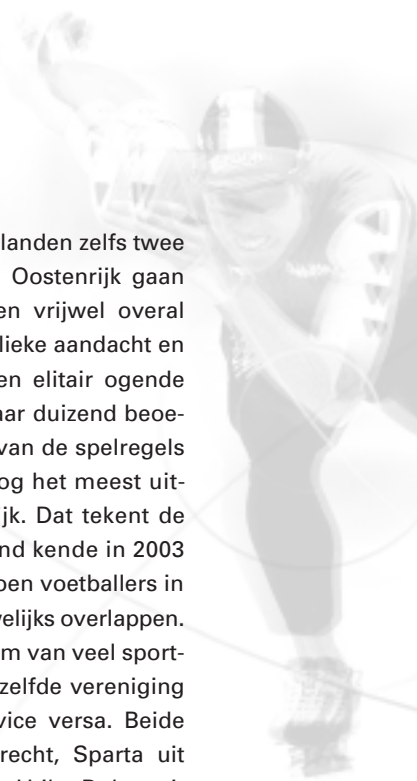 landen zelfs twee
Oostenrijk gaan
en vrijwel overal
lieke aandacht en
en elitair ogende
aar duizend beoe-
van de spelregels
og het meest uit-
jk. Dat tekent de
nd kende in 2003
oen voetballers in
velijks overlappen.
m van veel sport-
zelfde vereniging
vice versa. Beide
recht, Sparta uit